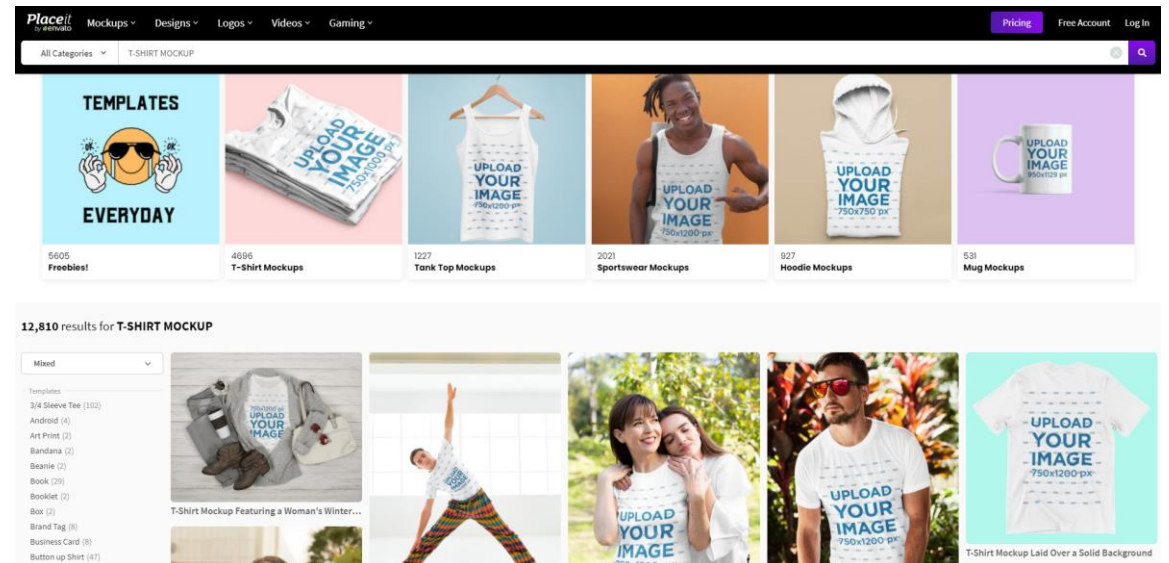 Placeit
by envato
Mockups
Designs
Logos
Videos
Gaming
Pricing
Free Account
Log In
All Categories
T-SHIRT MOCKUP
TEMPLATES
OK
OK
EVERYDAY
5605
Freebies!
UPLOAD
YOUR
IMAGE
750x1000 px
4696
T-Shirt Mockups
UPLOAD
YOUR
IMAGE
750x1200 px
1227
Tank Top Mockups
UPLOAD
YOUR
IMAGE
750x1200 px
2021
Sportswear Mockups
UPLOAD
YOUR
IMAGE
750x750 px
927
Hoodie Mockups
UPLOAD
YOUR
IMAGE
950x1129 px
531
Mug Mockups
12,810 results for T-SHIRT MOCKUP
Mixed
Templates
3/4 Sleeve Tee (102)
Android (4)
Art Print (2)
Bandana (2)
Beanie (2)
Book (29)
Booklet (2)
Box (2)
Brand Tag (8)
Business Card (8)
Button up Shirt (47)
750x1200 px
UPLOAD
YOUR
IMAGE
T-Shirt Mockup Featuring a Woman's Winter...
UPLOAD
YOUR
IMAGE
UPLOAD
YOUR
IMAGE
750x1200 px
UPLOAD
YOUR
IMAGE
750x1200 px
T-Shirt Mockup Laid Over a Solid Background